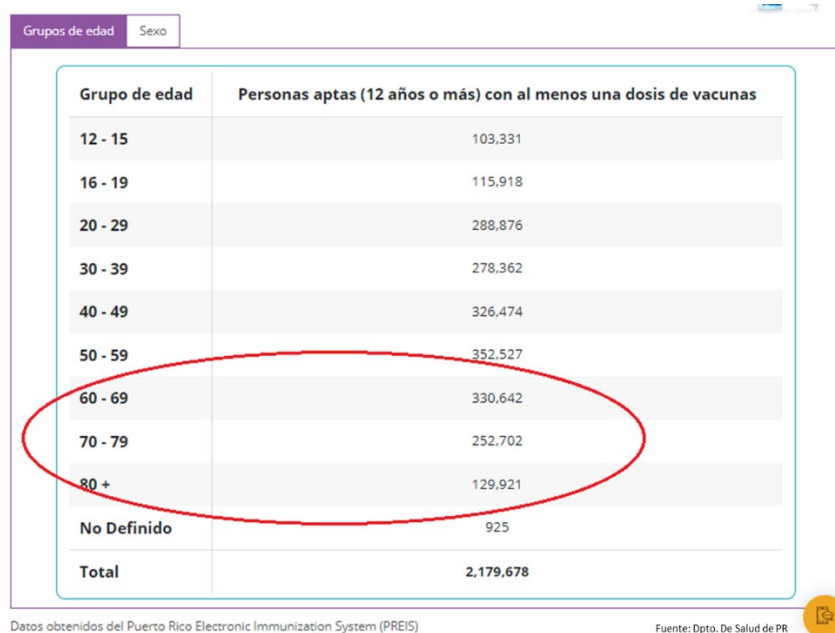 Grupos de edad Sexo
Grupo de edad Personas aptas (12 años o más) con al menos una dosis de vacunas
12 - 15 103,331
16 - 19 115,918
20 - 29 288,876
30 - 39 278,362
40 - 49 326,474
50 - 59 352,527
60 - 69 330,642
70 - 79 252,702
80 + 129,921
No Definido 925
Total 2,179,678
Datos obtenidos del Puerto Rico Electronic Immunization System (PREIS) Fuente: Dpto. De Salud de PR